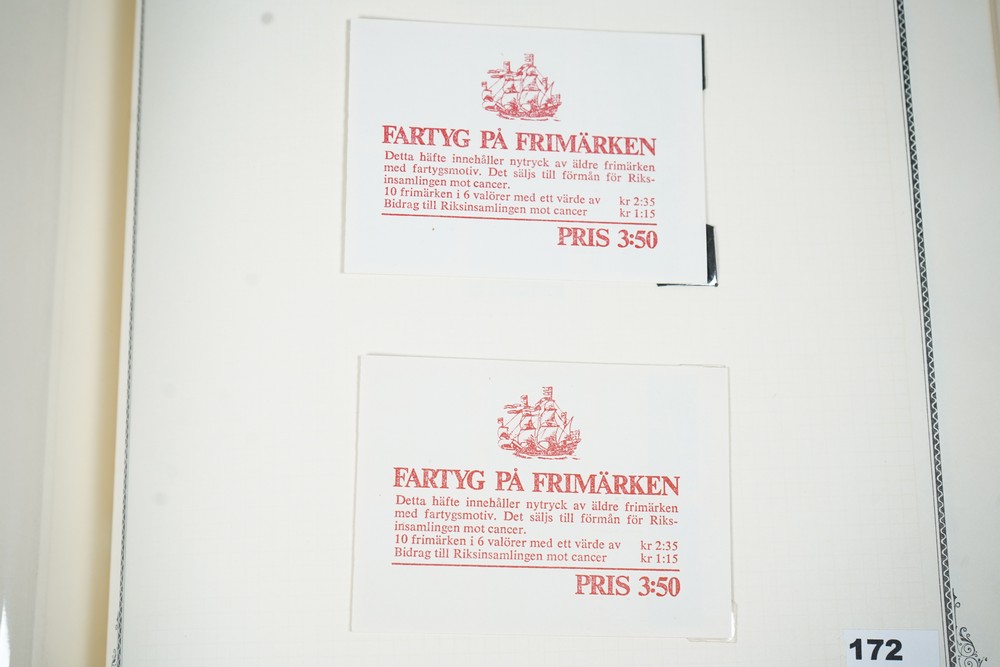 FARTYG PÅ FRIMÄRKEN
Detta häfte innehåller nytryck av äldre frimärken
med fartygsmotiv. Det säljs till förmån för Riks-
insamlingen mot cancer.
10 frimärken i 6 valörer med ett värde av kr 2:35
Bidrag till Riksinsamlingen mot cancer kr 1:15
PRIS 3:50
FARTYG PÅ FRIMÄRKEN
Detta häfte innehåller nytryck av äldre frimärken
med fartygsmotiv. Det säljs till förmån för Riks-
insamlingen mot cancer.
10 frimärken i 6 valörer med ett värde av kr 2:35
Bidrag till Riksinsamlingen mot cancer kr 1:15
PRIS 3:50
172